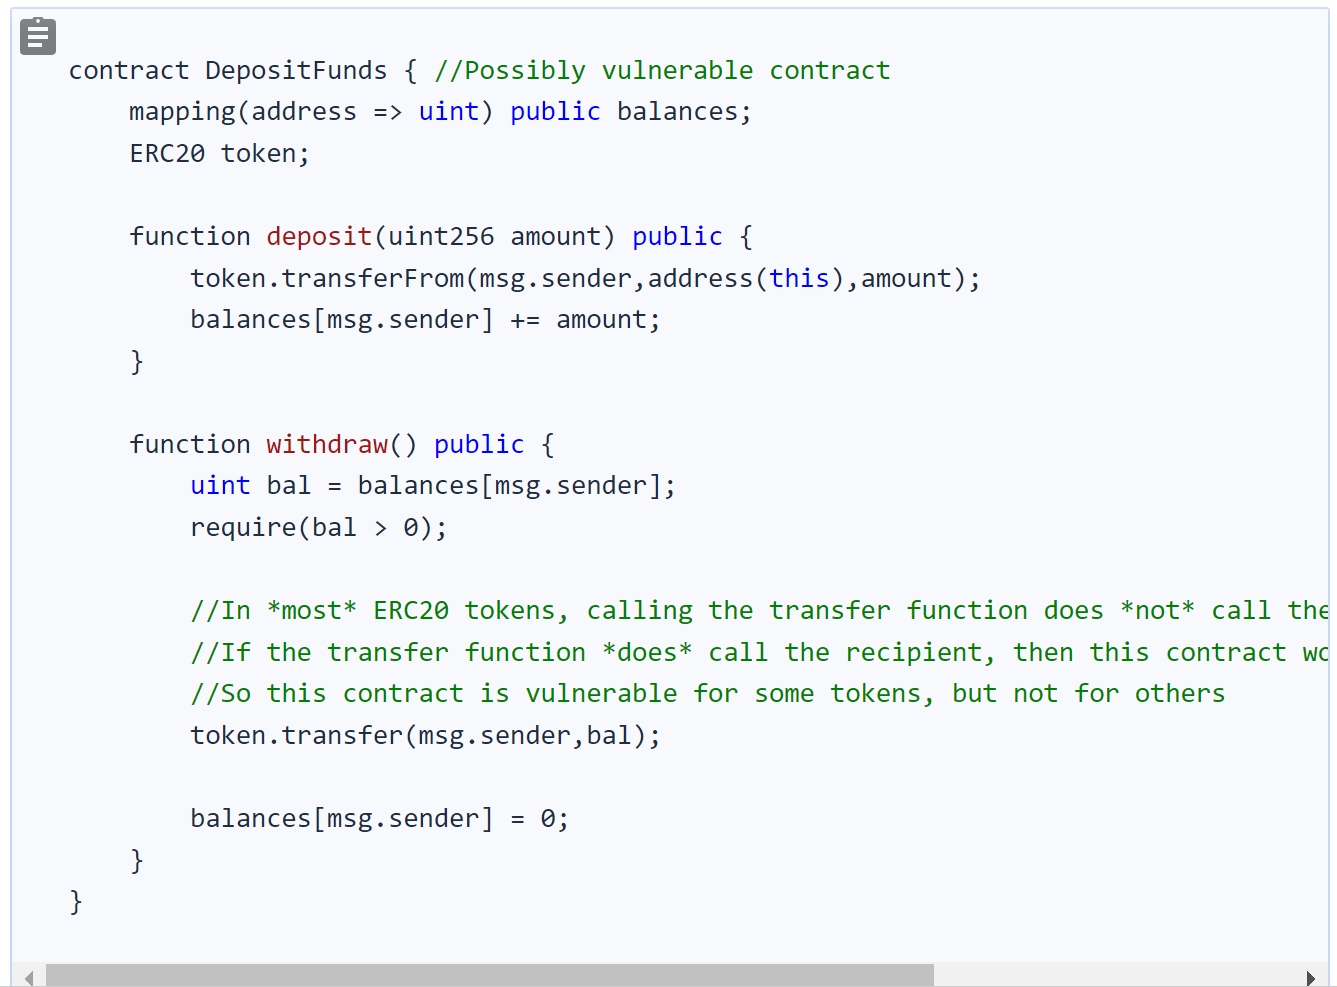 contract DepositFunds { //Possibly vulnerable contract
    mapping(address => uint) public balances;
    ERC20 token;

    function deposit(uint256 amount) public {
        token.transferFrom(msg.sender,address(this),amount);
        balances[msg.sender] += amount;
    }

    function withdraw() public {
        uint bal = balances[msg.sender];
        require(bal > 0);

        //In *most* ERC20 tokens, calling the transfer function does *not* call the
        //If the transfer function *does* call the recipient, then this contract
        //So this contract is vulnerable for some tokens, but not for others
        token.transfer(msg.sender,bal);

        balances[msg.sender] = 0;
    }
}